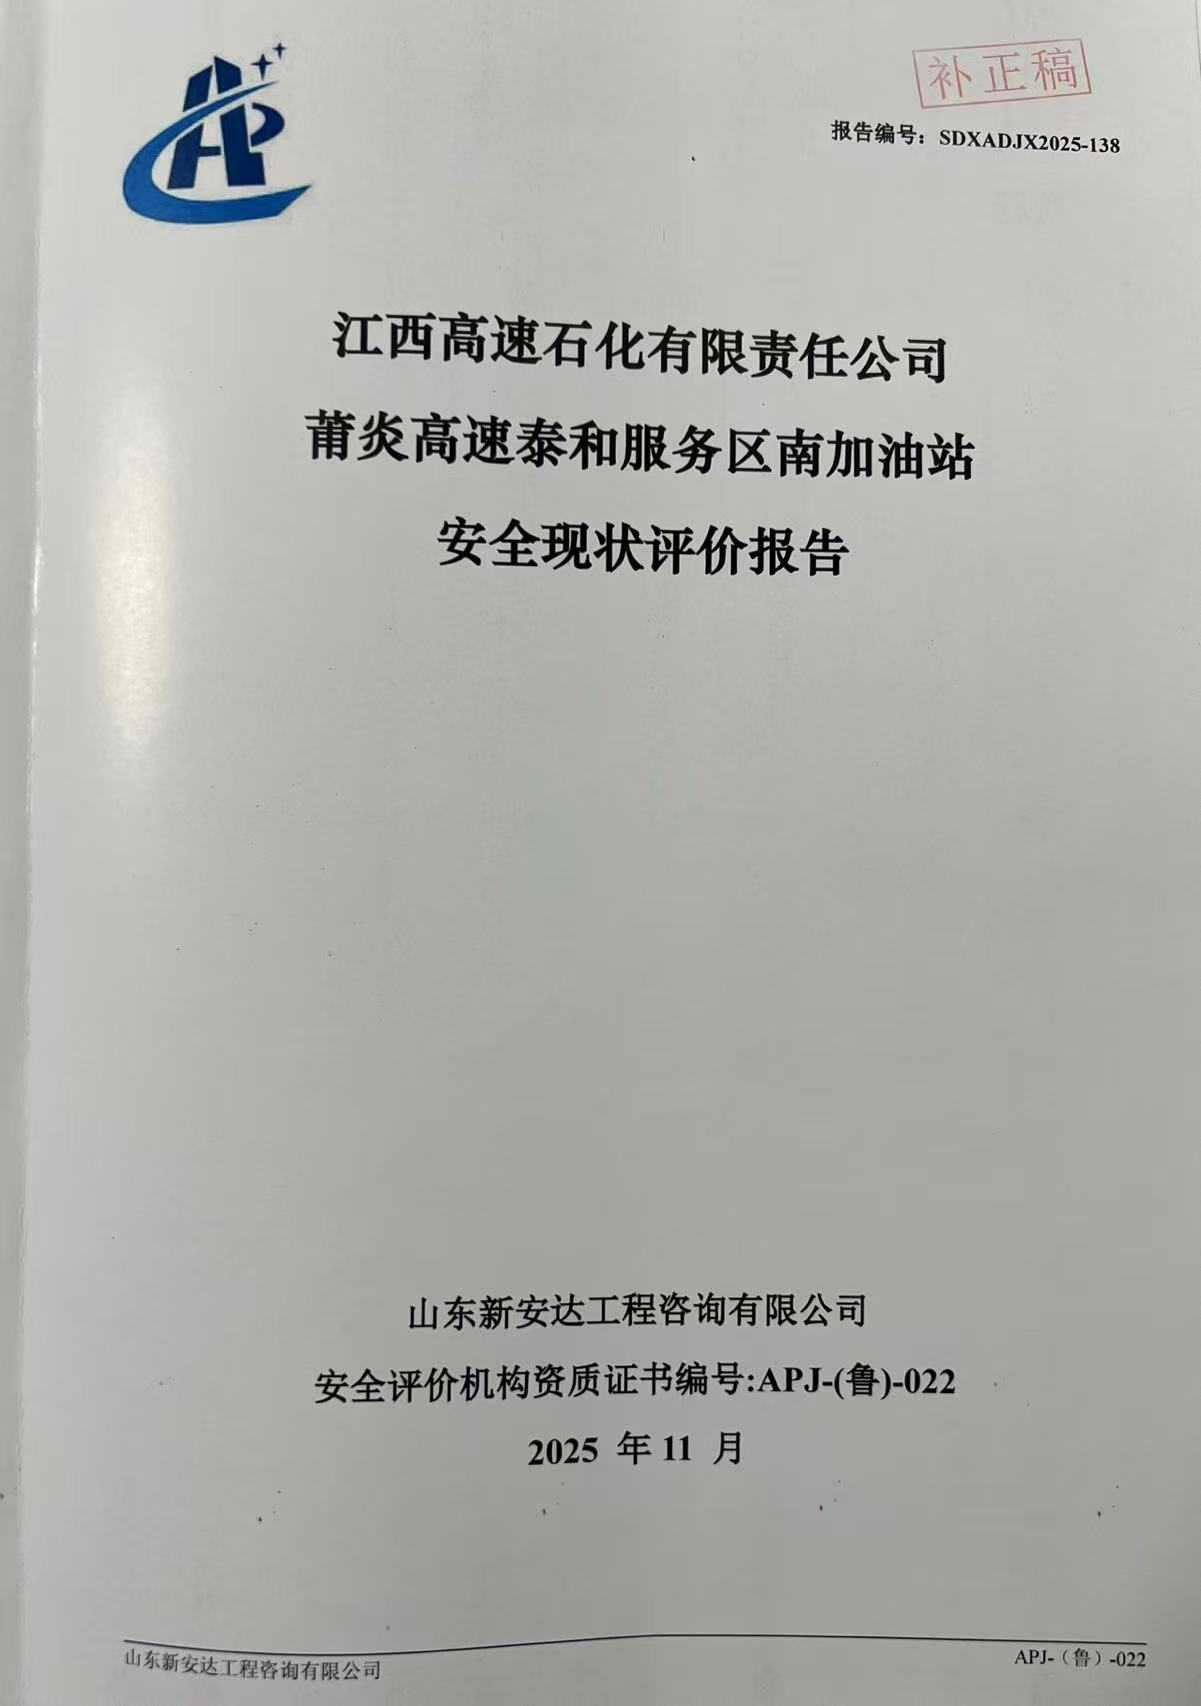 补正稿
报告编号：SDXADJX2025-138
江西高速石化有限责任公司
莆炎高速泰和服务区南加油站
安全现状评价报告
山东新安达工程咨询有限公司
安全评价机构资质证书编号:APJ-(鲁)-022
2025 年 11 月
山东新安达工程咨询有限公司
APJ-（鲁）-022